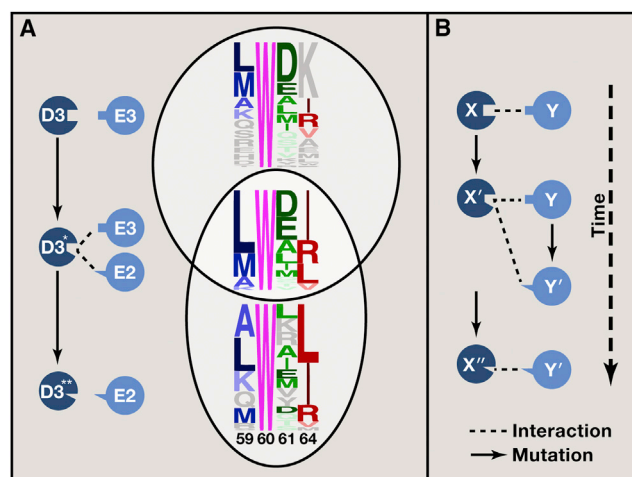 A
B
D3
E3
D3*
E3
E2
D3**
E2
L W D K
M E
A A I
K L R
Q M V
S I A
L W D I
M E R
A A L
L
I
M
A W L L
L K
K A I
Q I
M E R
M
V
Y
D
59 60 61 64
X
Y
X′
Y
Y′
X″
Y′
Time
Interaction
Mutation